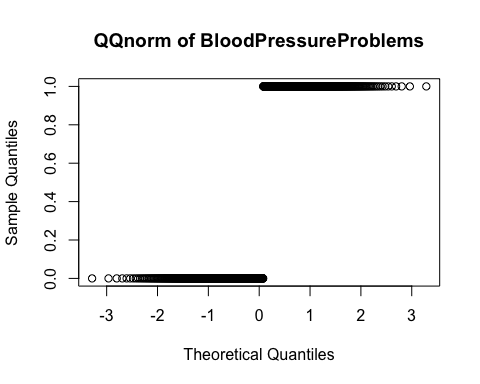 QQnorm of BloodPressureProblems
Sample Quantiles
1.0
0.8
0.6
0.4
0.2
0.0
-3 -2 -1 0 1 2 3
Theoretical Quantiles